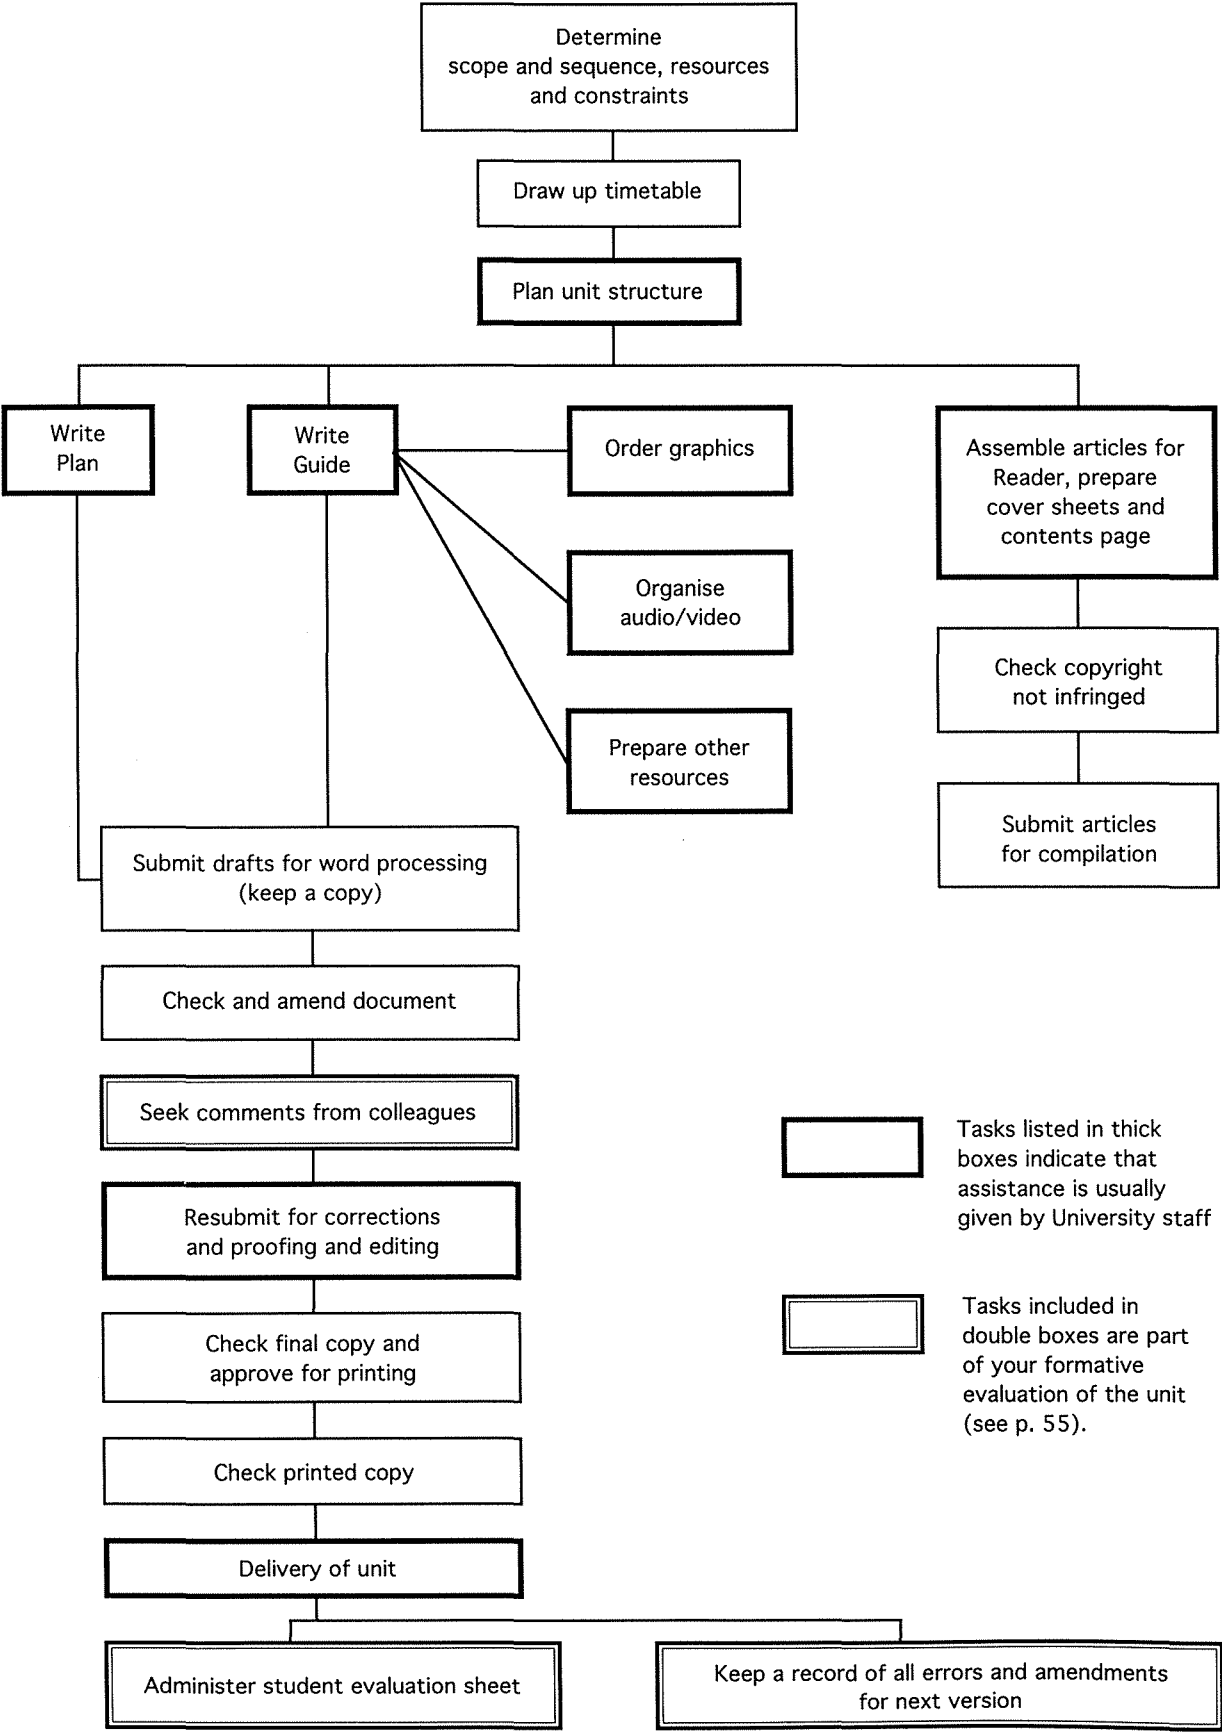 Determine
scope and sequence, resources
and constraints
Draw up timetable
Plan unit structure
Write
Plan
Write
Guide
Order graphics
Organise
audio/video
Prepare other
resources
Assemble articles for
Reader, prepare
cover sheets and
contents page
Check copyright
not infringed
Submit articles
for compilation
Submit drafts for word processing
(keep a copy)
Check and amend document
Seek comments from colleagues
Resubmit for corrections
and proofing and editing
Check final copy and
approve for printing
Check printed copy
Delivery of unit
Administer student evaluation sheet
Keep a record of all errors and amendments
for next version
Tasks listed in thick
boxes indicate that
assistance is usually
given by University staff
Tasks included in
double boxes are part
of your formative
evaluation of the unit
(see p. 55).